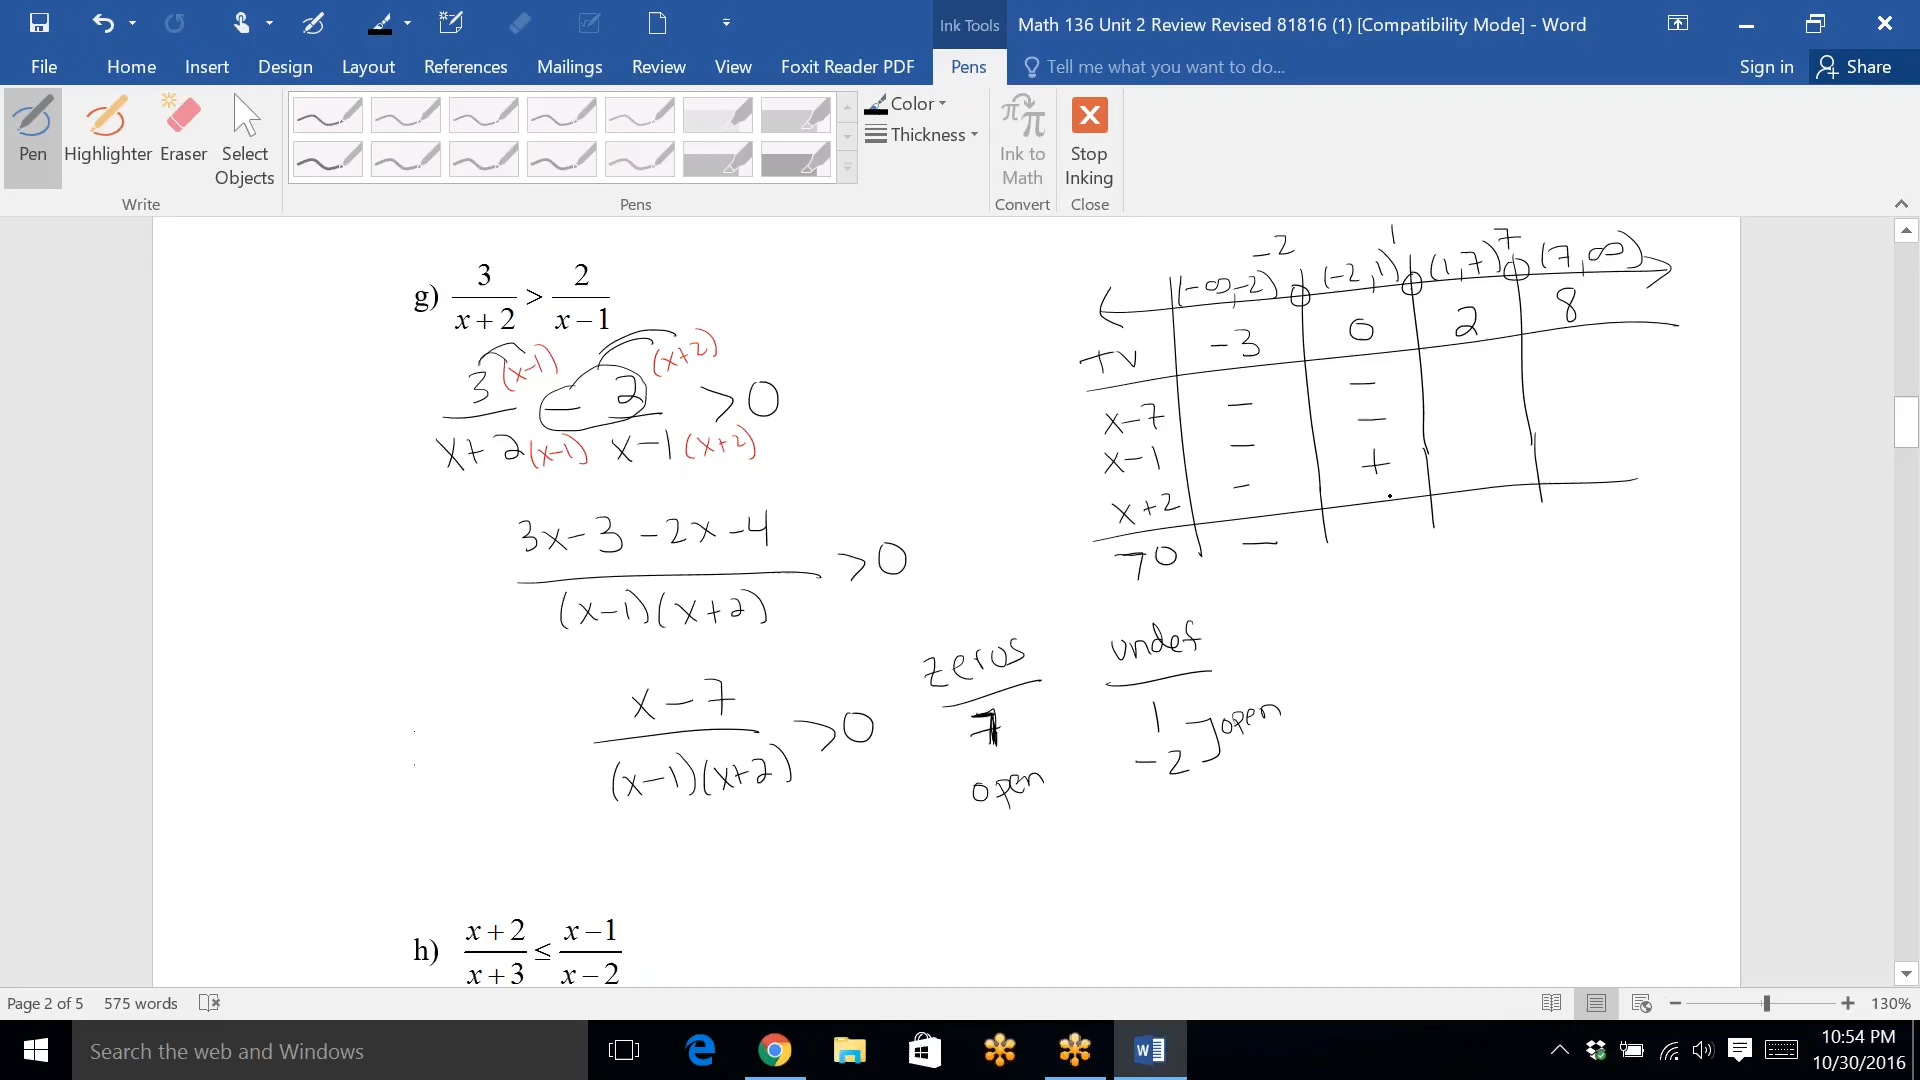 Ink Tools Math 136 Unit 2 Review Revised 81816 (1) [Compatibility Mode] - Word
File Home Insert Design Layout References Mailings Review View Foxit Reader PDF Pens Tell me what you want to do... Sign in Share
Pen Highlighter Eraser Select Objects
Color
Thickness
Ink to Math
Stop Inking
Write Pens Convert Close
g) 3/(x+2) > 2/(x−1)
3(x-1)/(x+2(x-1)) - 2(x+2)/(x-1(x+2)) >0
(3x-3-2x-4)/((x-1)(x+2)) >0
(x-7)/((x-1)(x+2)) >0
zeros
7
open
undef
1
-2
open
-2 1 7
(-∞,-2) (-2,1) (1,7) (7,∞)
TV -3 0 2 8
x-7 - -
x-1 - -
x+2 - +
70 -
h) (x+2)/(x+3) ≤ (x−1)/(x−2)
Page 2 of 5 575 words 130%
Search the web and Windows
10:54 PM
10/30/2016